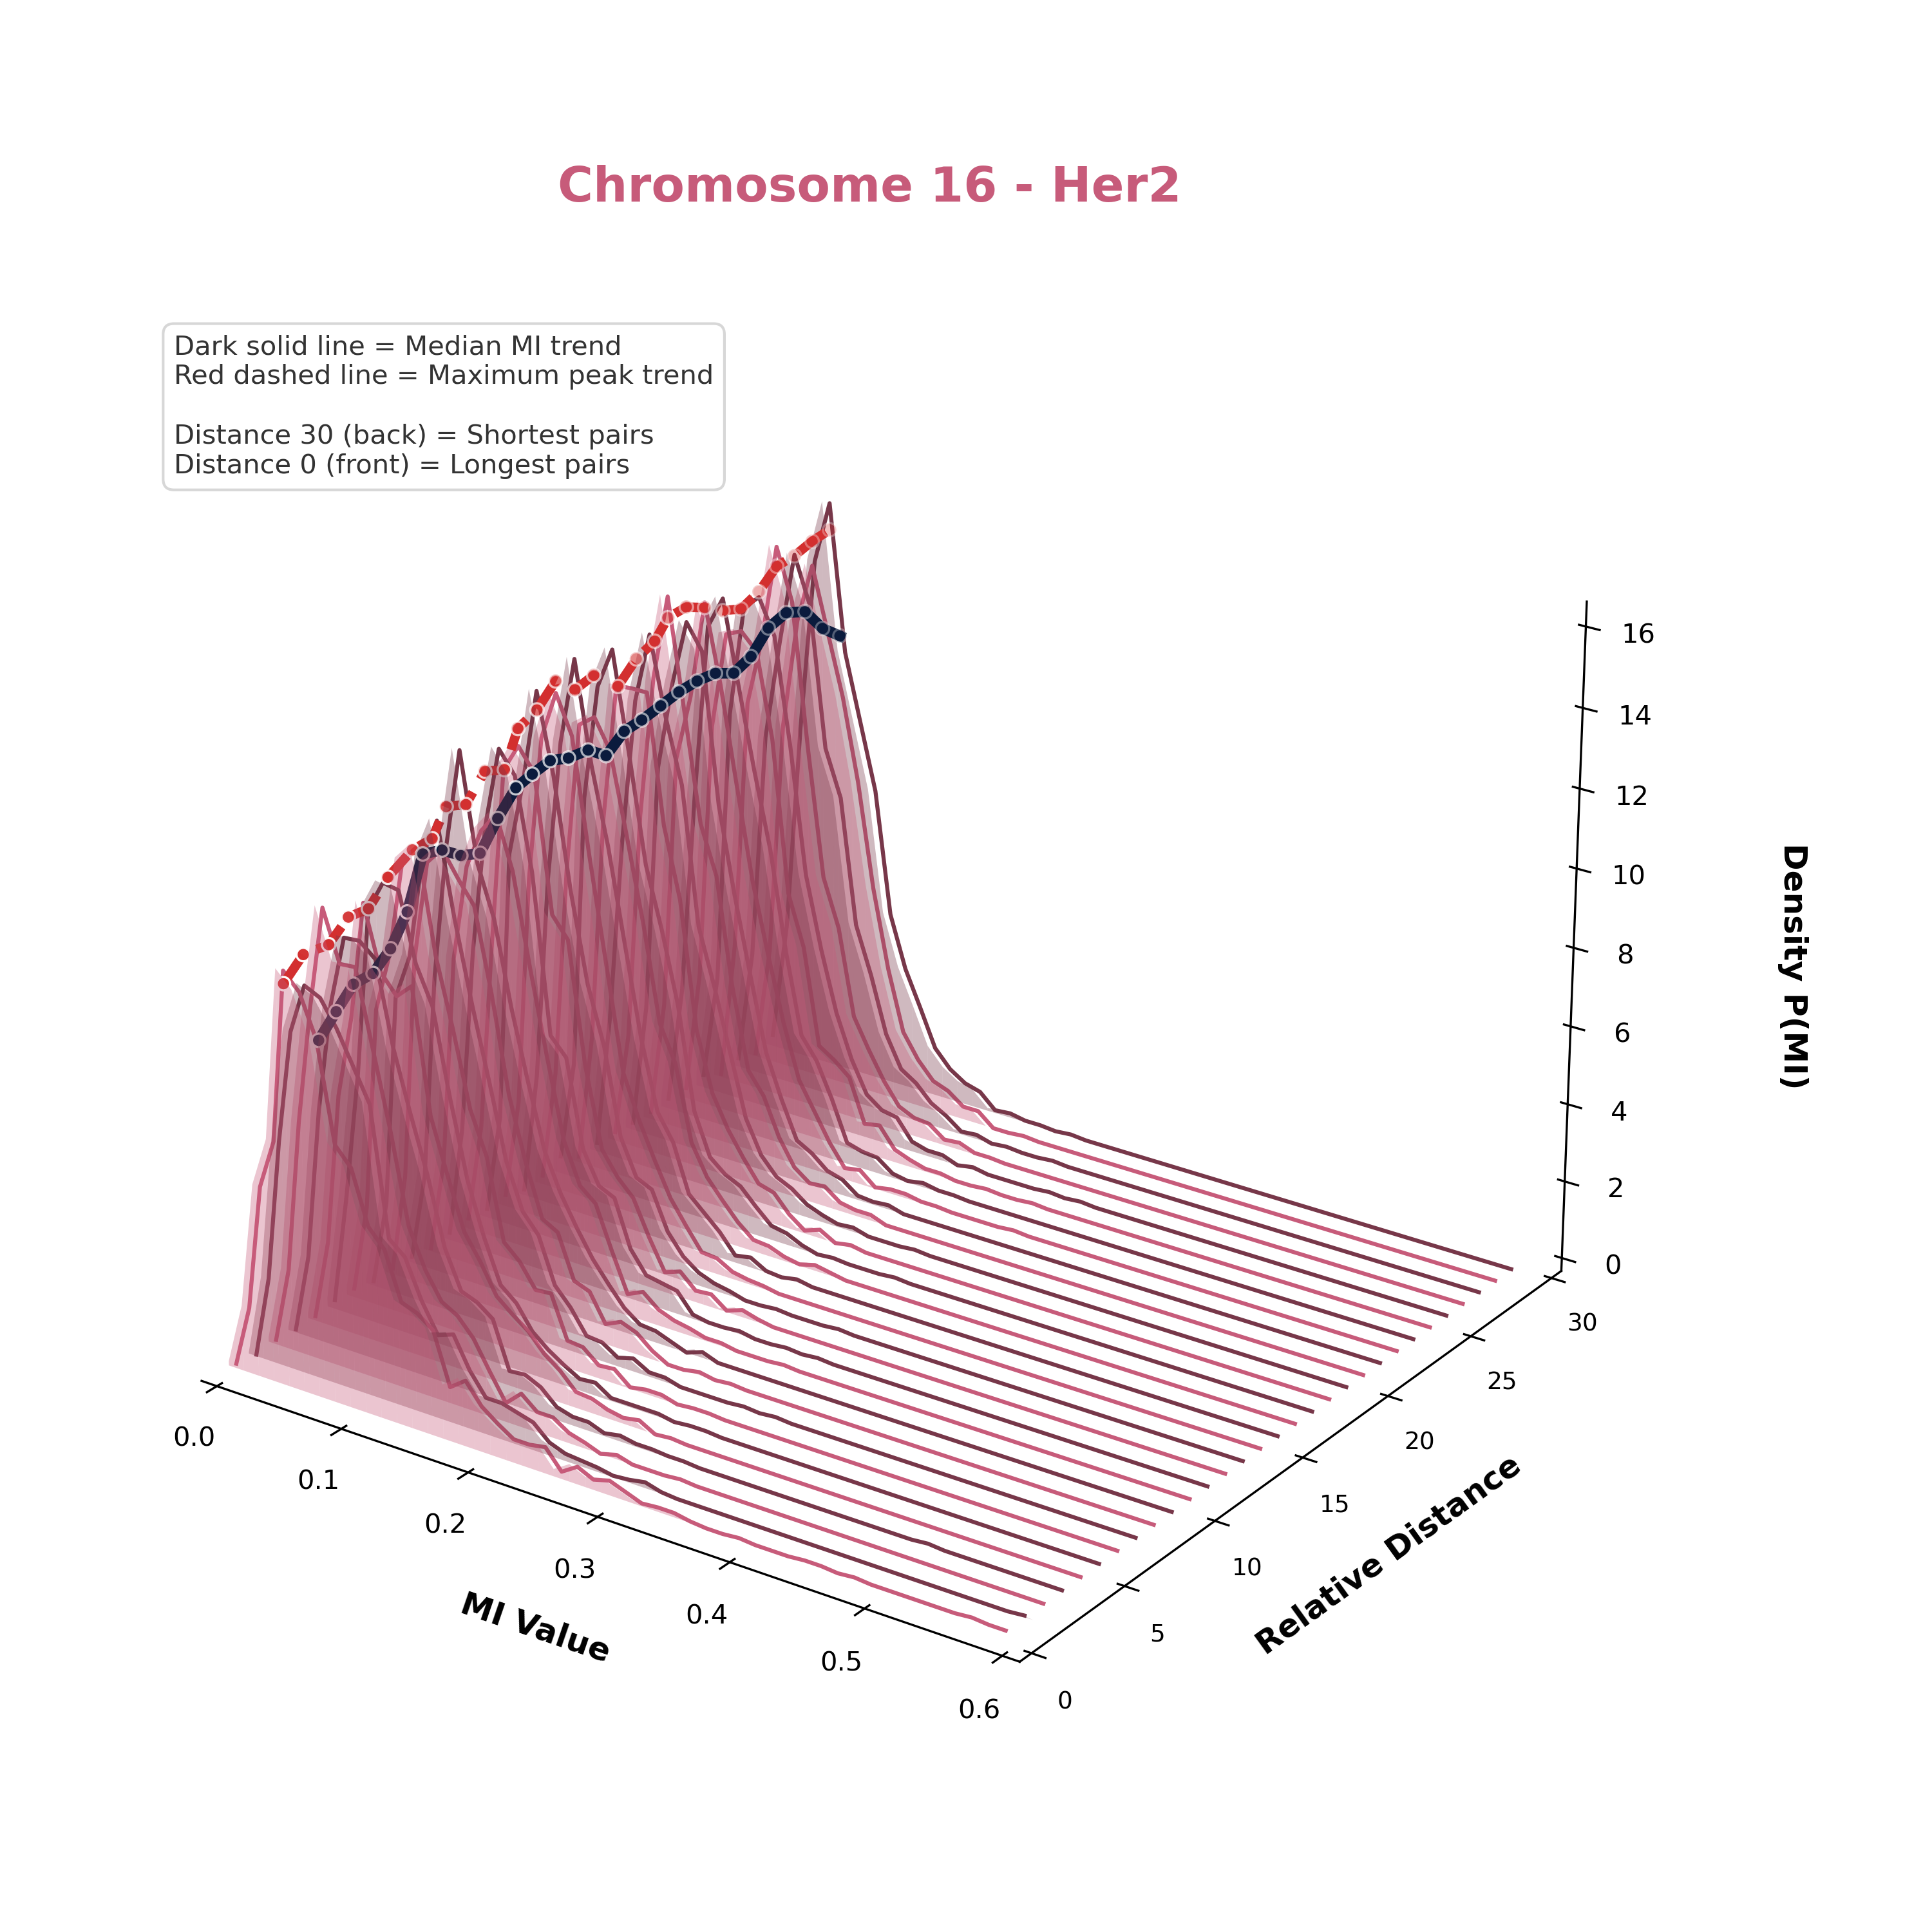 Chromosome 16 - Her2
Dark solid line = Median MI trend
Red dashed line = Maximum peak trend
Distance 30 (back) = Shortest pairs
Distance 0 (front) = Longest pairs
16
14
12
10
8
6
4
2
0
Density P(MI)
30
25
20
15
10
5
0
Relative Distance
0.0
0.1
0.2
0.3
0.4
0.5
0.6
MI Value